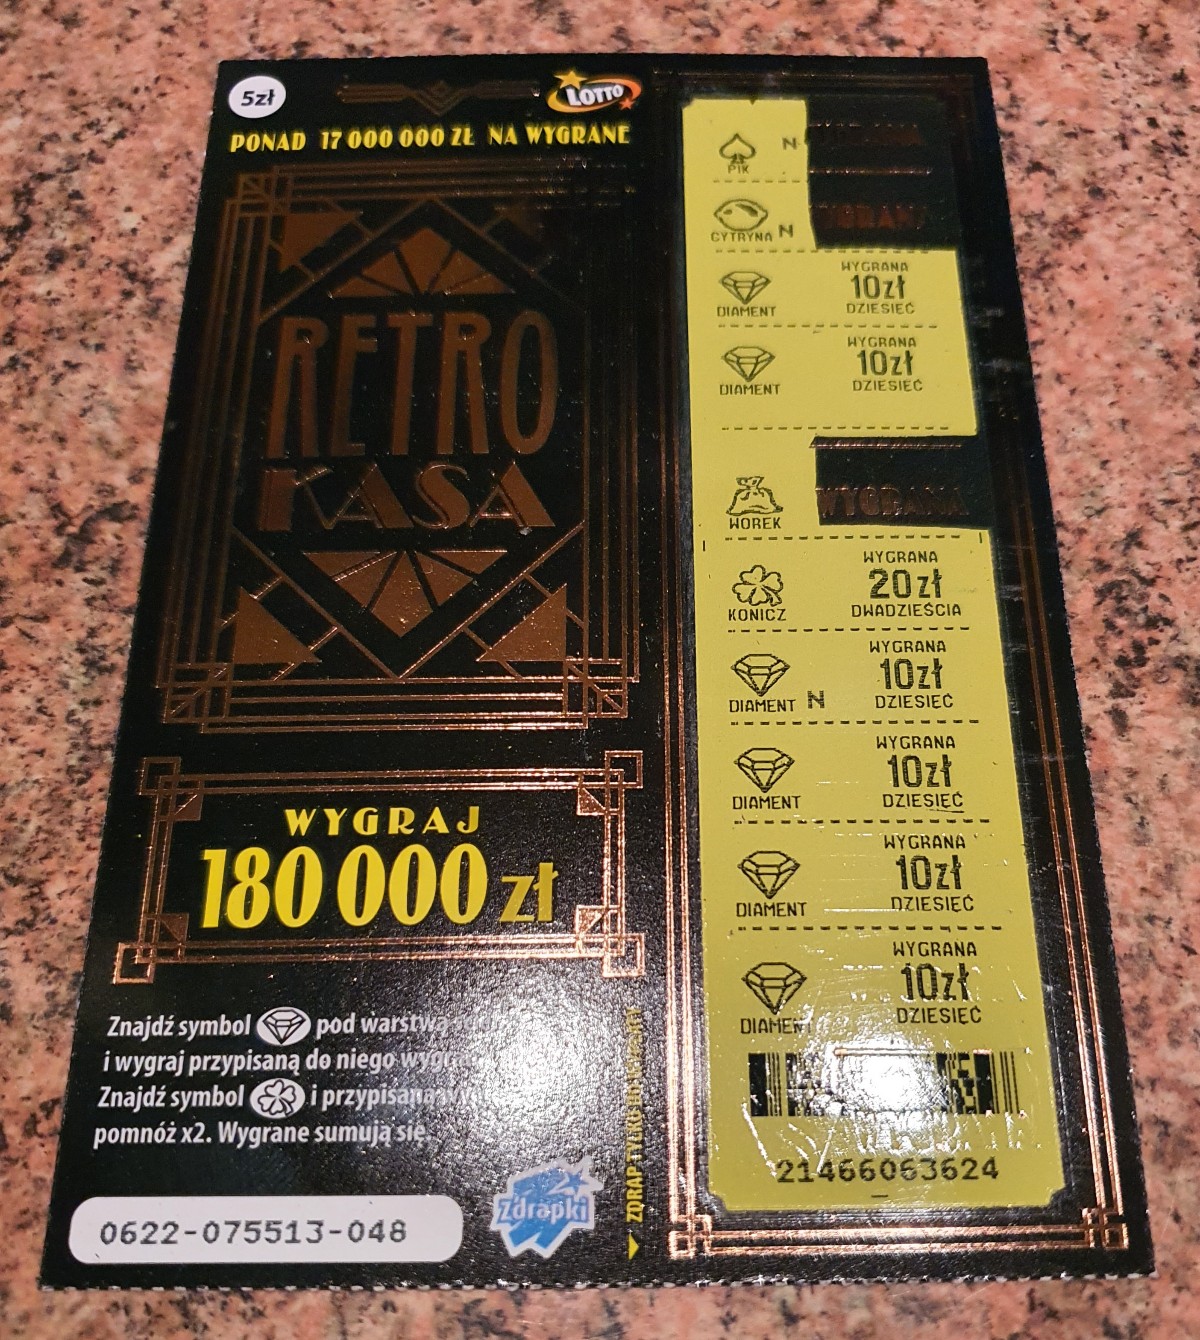 5zł
LOTTO
PONAD 17 000 000 ZŁ NA WYGRANE
RETRO
KASA
WYGRAJ
180 000 zł
Znajdź symbol pod warstwą
i wygraj przypisaną do niego
Znajdź symbol i przypisaną
pomnóż x2. Wygrane sumują się.
0622-075513-048
Zdrapki
N
PIK
CYTRYNA N
WYGRANA
10zł
DIAMENT DZIESIĘĆ
WYGRANA
10zł
DIAMENT DZIESIĘĆ
WYGRANA
WOREK
WYGRANA
20zł
KONICZ DWADZIEŚCIA
WYGRANA
10zł
DIAMENT N DZIESIĘĆ
WYGRANA
10zł
DIAMENT DZIESIĘĆ
WYGRANA
10zł
DIAMENT DZIESIĘĆ
WYGRANA
10zł
DIAMENT DZIESIĘĆ
21466063624